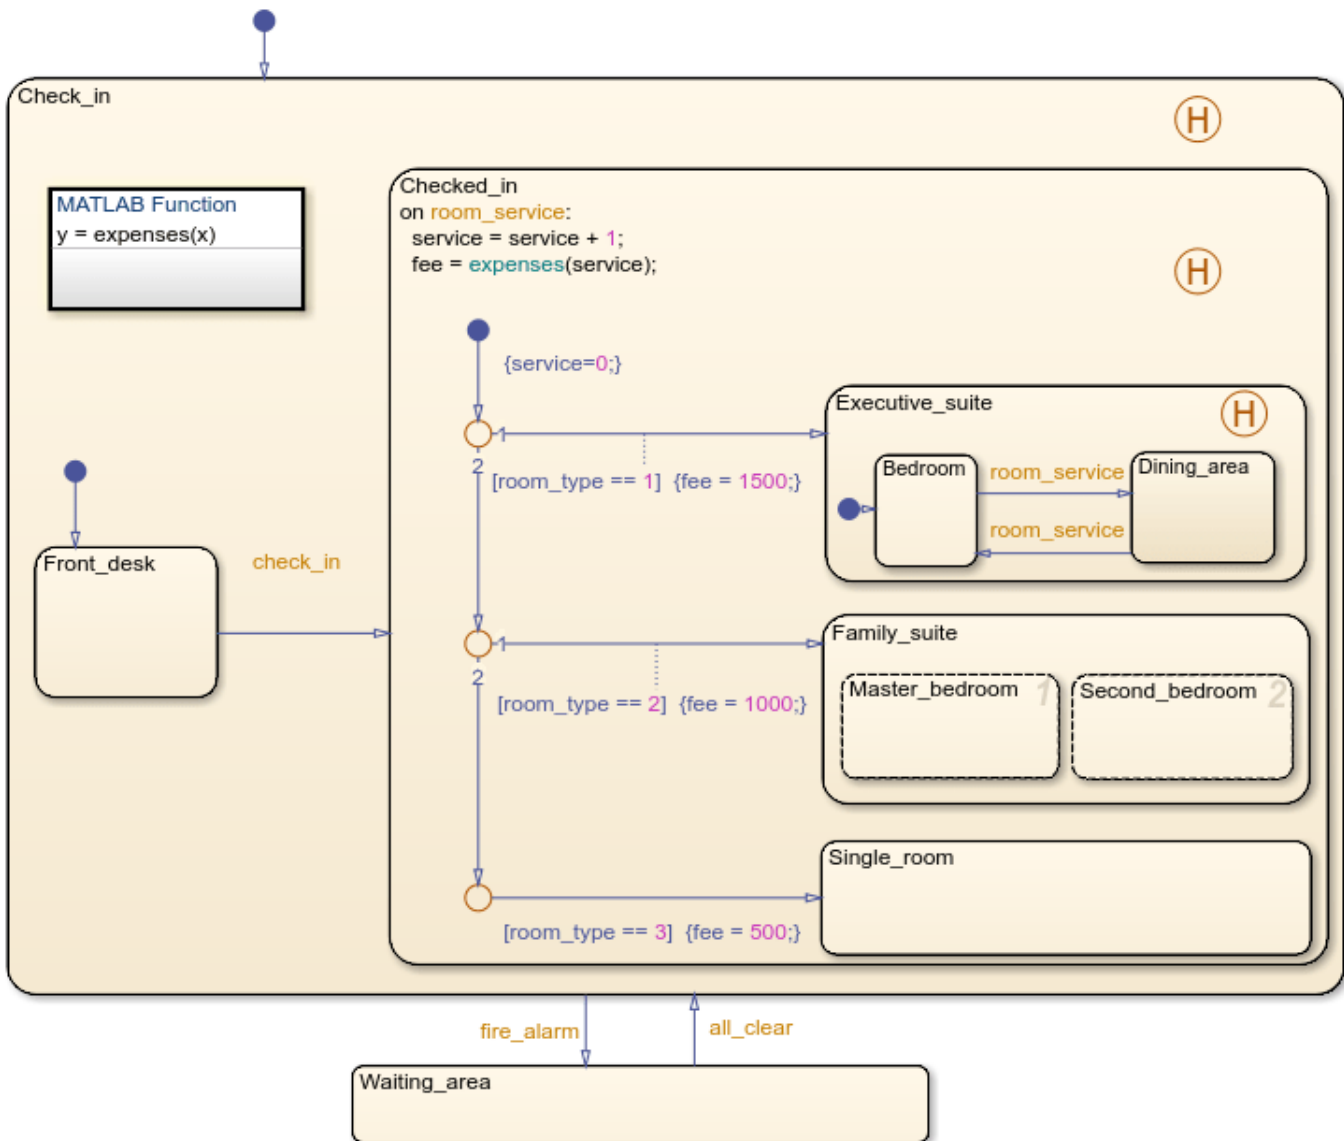 Check_in
H
MATLAB Function
y = expenses(x)
Checked_in
on room_service:
service = service + 1;
fee = expenses(service);
H
{service=0;}
1
2
[room_type == 1] {fee = 1500;}
Executive_suite
H
Bedroom
room_service
Dining_area
room_service
Front_desk
check_in
1
2
[room_type == 2] {fee = 1000;}
Family_suite
Master_bedroom 1
Second_bedroom 2
Single_room
[room_type == 3] {fee = 500;}
fire_alarm
all_clear
Waiting_area